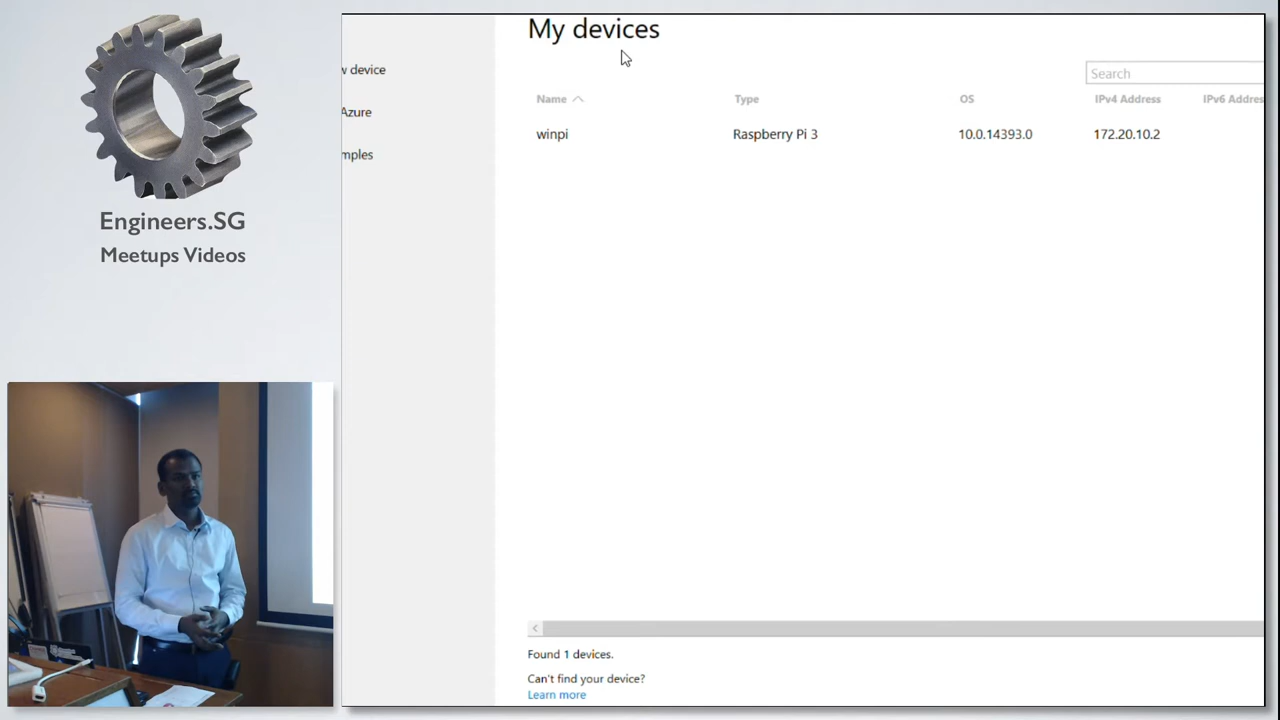 Engineers.SG
Meetups Videos
My devices
w device
Azure
mples
Search
Name Type OS IPv4 Address IPv6 Addres
winpi Raspberry Pi 3 10.0.14393.0 172.20.10.2
Found 1 devices.
Can't find your device?
Learn more